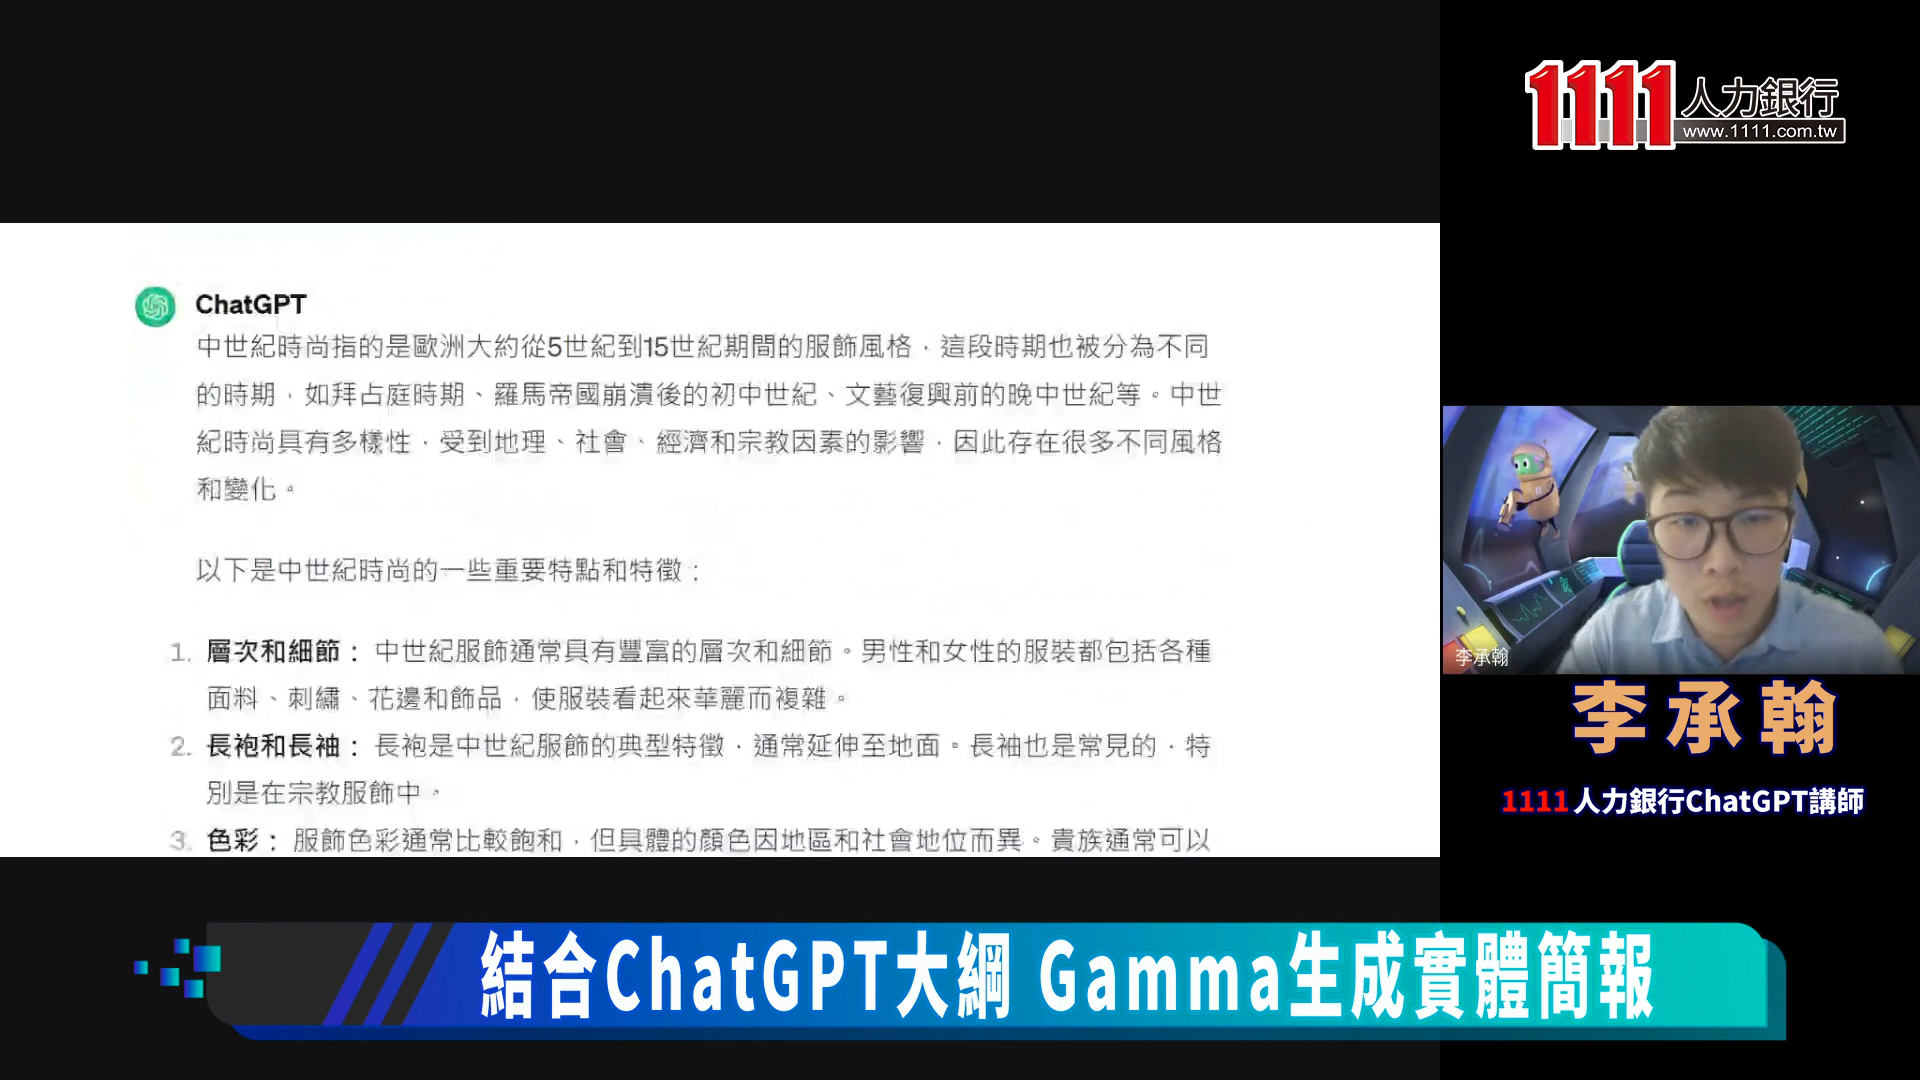 1111人力銀行
www.1111.com.tw
ChatGPT
中世紀時尚指的是歐洲大約從5世紀到15世紀期間的服飾風格,這段時期也被分為不同
的時期,如拜占庭時期、羅馬帝國崩潰後的初中世紀、文藝復興前的晚中世紀等。中世
紀時尚具有多樣性,受到地理、社會、經濟和宗教因素的影響,因此存在很多不同風格
和變化。
以下是中世紀時尚的一些重要特點和特徵:
1. 層次和細節: 中世紀服飾通常具有豐富的層次和細節。男性和女性的服裝都包括各種
面料、刺繡、花邊和飾品,使服裝看起來華麗而複雜。
2. 長袍和長袖: 長袍是中世紀服飾的典型特徵,通常延伸至地面。長袖也是常見的,特
別是在宗教服飾中。
3. 色彩: 服飾色彩通常比較飽和,但具體的顏色因地區和社會地位而異。貴族通常可以
李承翰
李承翰
1111人力銀行ChatGPT講師
結合ChatGPT大綱 Gamma生成實體簡報